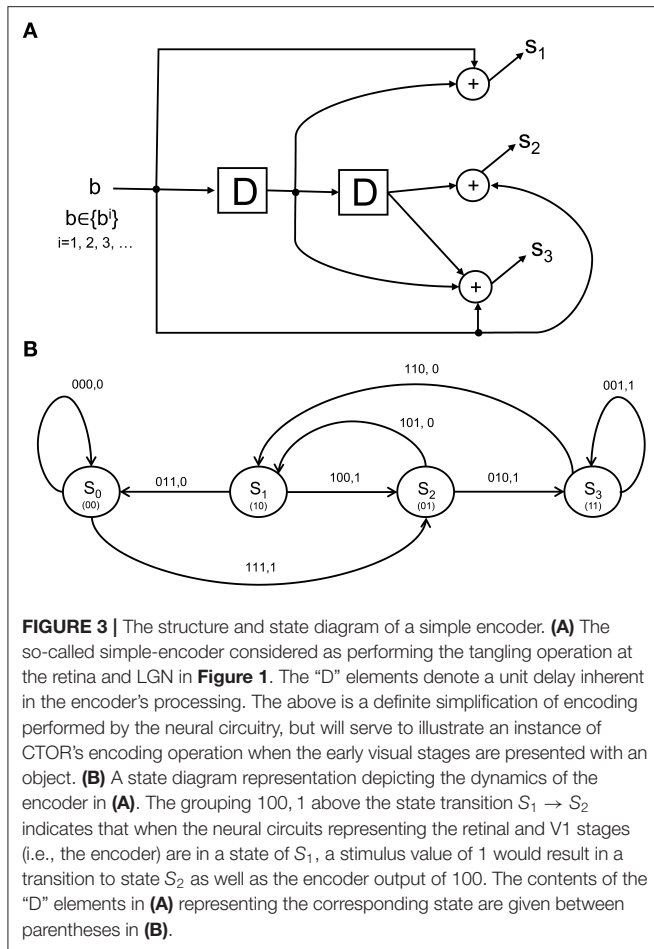 A
S1
+
S2
b
D
D
+
b∈{b^i}
i=1, 2, 3, ...
S3
+
B
110, 0
000,0
001,1
101, 0
S0
(00)
011,0
S1
(10)
100,1
S2
(01)
010,1
S3
(11)
111,1
FIGURE 3 | The structure and state diagram of a simple encoder. (A) The
so-called simple-encoder considered as performing the tangling operation at
the retina and LGN in Figure 1. The “D” elements denote a unit delay inherent
in the encoder’s processing. The above is a definite simplification of encoding
performed by the neural circuitry, but will serve to illustrate an instance of
CTOR’s encoding operation when the early visual stages are presented with an
object. (B) A state diagram representation depicting the dynamics of the
encoder in (A). The grouping 100, 1 above the state transition S1 → S2
indicates that when the neural circuits representing the retinal and V1 stages
(i.e., the encoder) are in a state of S1, a stimulus value of 1 would result in a
transition to state S2 as well as the encoder output of 100. The contents of the
“D” elements in (A) representing the corresponding state are given between
parentheses in (B).